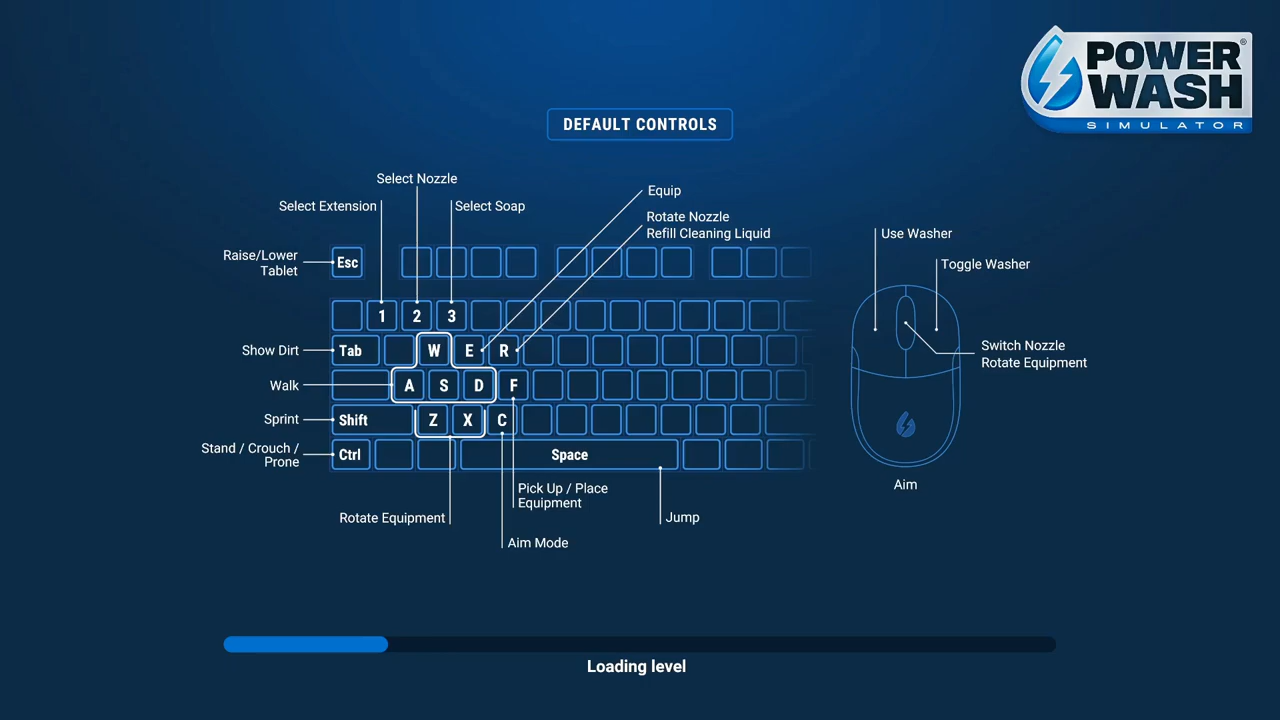 POWER®
WASH
SIMULATOR
DEFAULT CONTROLS
Select Nozzle
Select Extension
Select Soap
Equip
Rotate Nozzle
Refill Cleaning Liquid
Raise/Lower
Tablet
Esc
1 2 3
Show Dirt
Tab W E R
Walk
A S D F
Sprint
Shift Z X C
Stand / Crouch /
Prone
Ctrl Space
Pick Up / Place
Equipment
Rotate Equipment
Jump
Aim Mode
Use Washer
Toggle Washer
Switch Nozzle
Rotate Equipment
Aim
Loading level